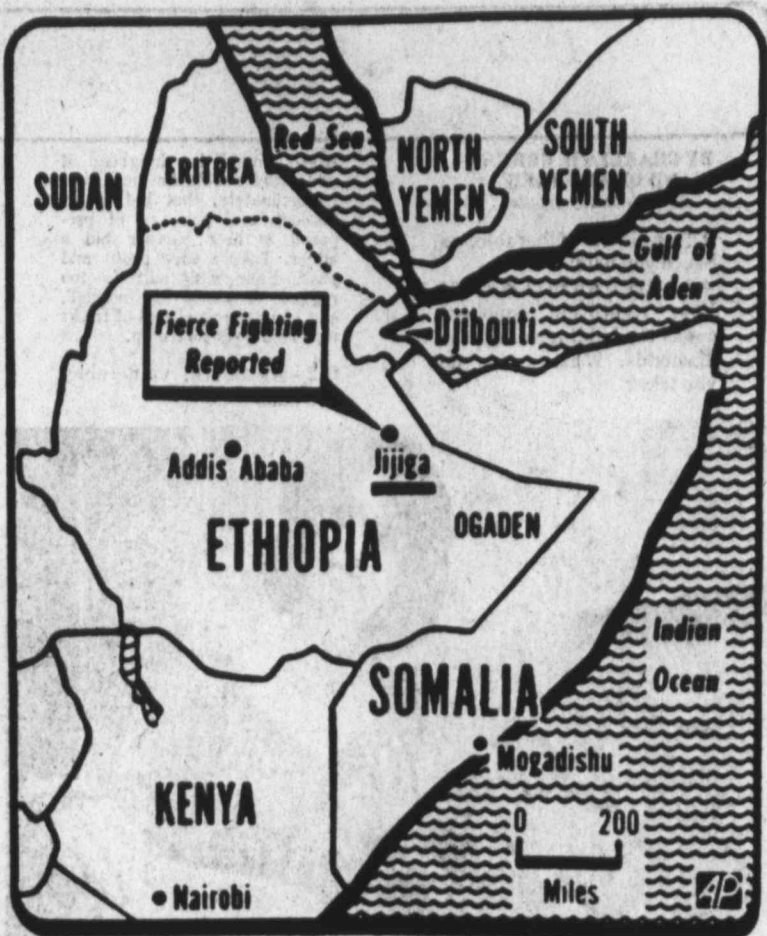 Red Sea
NORTH
YEMEN
SOUTH
YEMEN
SUDAN
ERITREA
Gulf of
Aden
Fierce Fighting
Reported
Djibouti
Addis Ababa
Jijiga
ETHIOPIA
OGADEN
Indian
Ocean
SOMALIA
Mogadishu
KENYA
0 200
Miles
Nairobi
AP